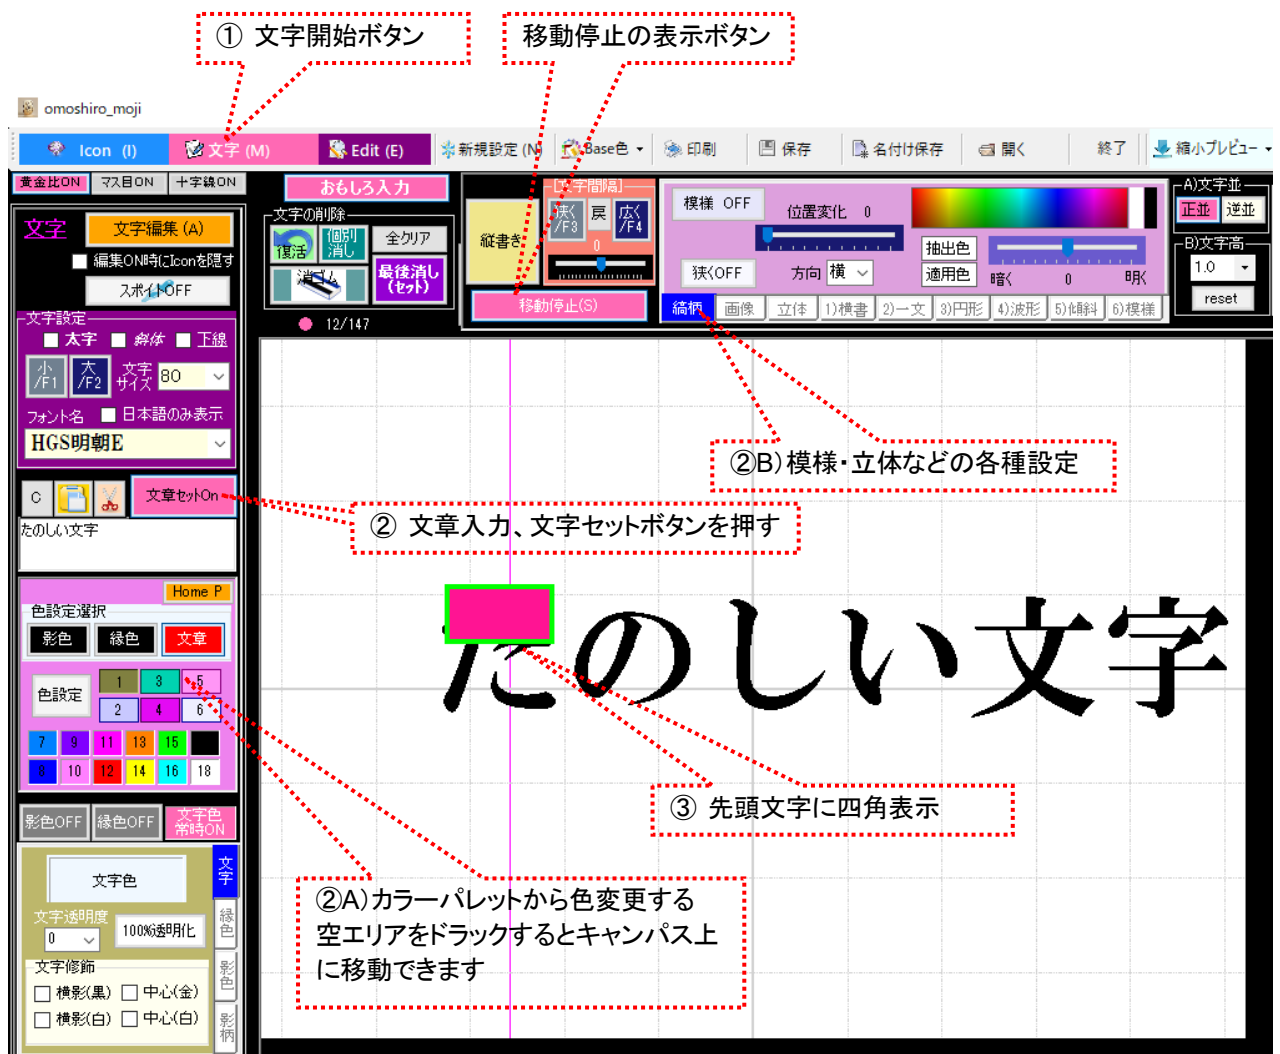 ① 文字開始ボタン
移動停止の表示ボタン
omoshiro_moji
Icon (I)
文字 (M)
Edit (E)
新規設定 (N)
Base色
印刷
保存
名付け保存
開く
終了
縮小プレビュー
黄金比ON
マス目ON
十字線ON
文字
文字編集 (A)
編集ON時にIconを隠す
スポイトOFF
おもしろ入力
文字の削除
復活
個別
消し
全クリア
消ゴム
最後消し
(セット)
12/147
縦書き
[文字間隔]
狭く
/F3
戻
広く
/F4
0
移動停止(S)
模様 OFF
位置変化 0
狭くOFF
方向
横
抽出色
適用色
暗く 0 明く
縞柄
画像
立体
1)横書
2)一文
3)円形
4)波形
5)傾斜
6)模様
A)文字並
正並
逆並
B)文字高
1.0
reset
文字設定
太字
斜体
下線
小
/F1
大
/F2
文字
サイズ
80
フォント名
日本語のみ表示
HGS明朝E
C
文章セットOn
たのしい文字
②B)模様・立体などの各種設定
② 文章入力、文字セットボタンを押す
たのしい文字
③ 先頭文字に四角表示
②A)カラーパレットから色変更する
空エリアをドラックするとキャンパス上
に移動できます
Home P
色設定選択
影色
縁色
文章
色設定
1 3 5
2 4 6
7 9 11 13 15
8 10 12 14 16 18
影色OFF
縁色OFF
文字色
常時ON
文字色
文字透明度
0
100%透明化
文字修飾
横影(黒)
中心(金)
横影(白)
中心(白)
文字
縁色
影色
影柄